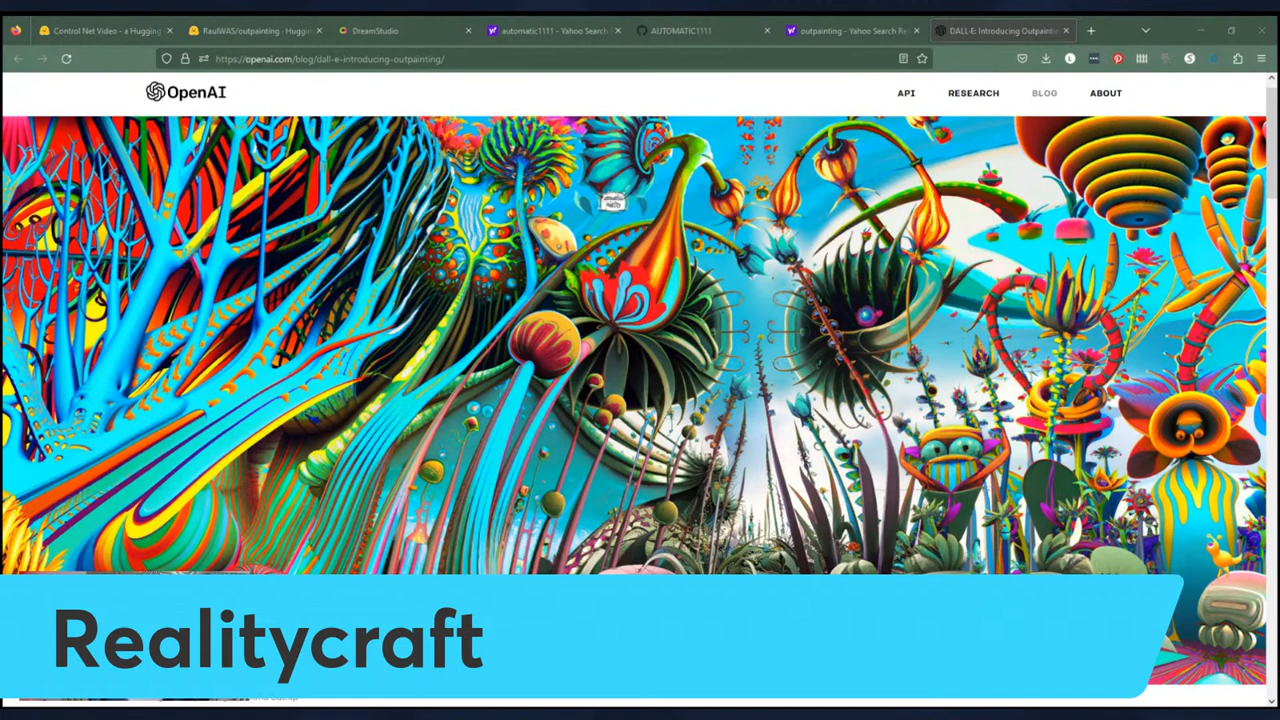 Control Net Video - a Hugging
RaulWAS/outpainting · Huggin
DreamStudio
automatic1111 - Yahoo Search
AUTOMATIC1111
outpainting - Yahoo Search Re
DALL·E: Introducing Outpaintin
https://openai.com/blog/dall-e-introducing-outpainting/
OpenAI
API
RESEARCH
BLOG
ABOUT
Realitycraft